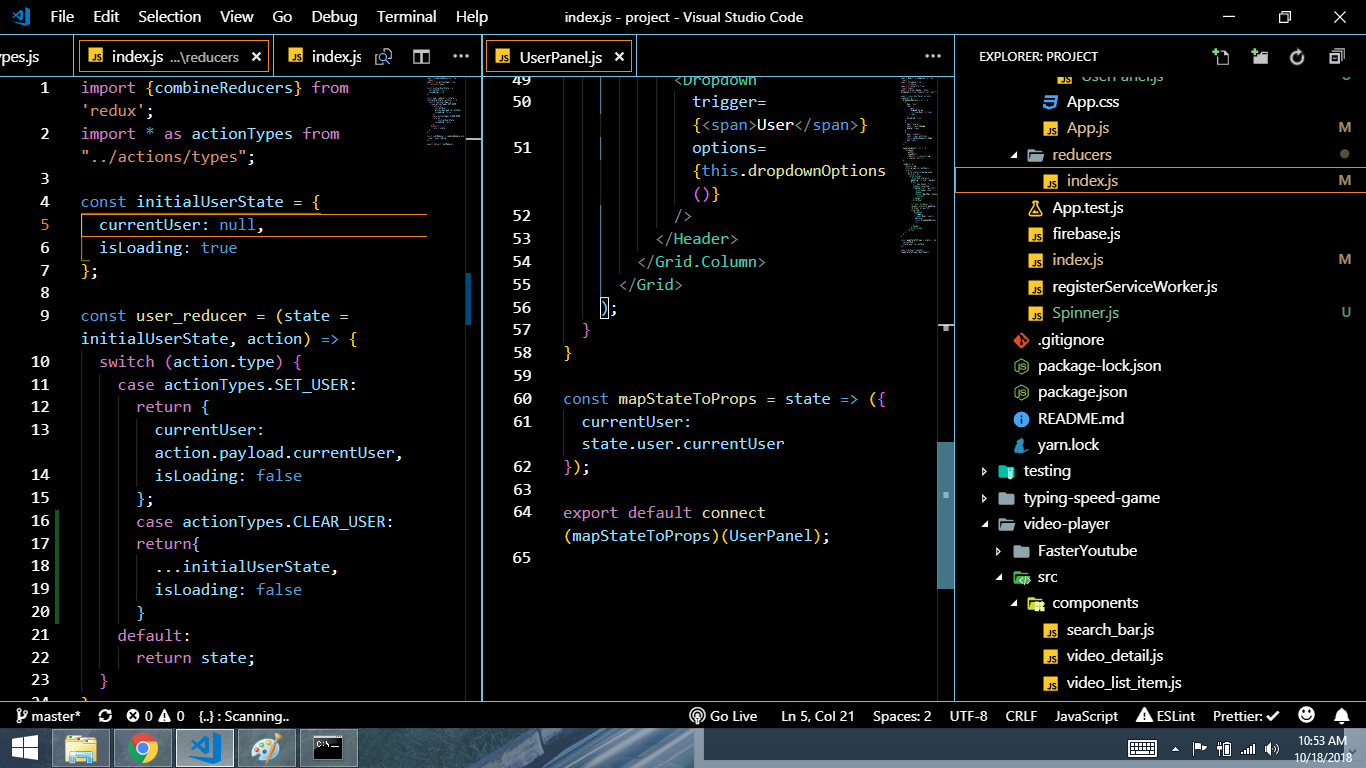 File Edit Selection View Go Debug Terminal Help
index.js - project - Visual Studio Code
ypes.js
index.js ...\reducers ×
index.js
UserPanel.js ×
EXPLORER: PROJECT
1 import {combineReducers} from
'redux';
2 import * as actionTypes from
"../actions/types";
3
4 const initialUserState = {
5 currentUser: null,
6 isLoading: true
7 };
8
9 const user_reducer = (state =
initialUserState, action) => {
10 switch (action.type) {
11 case actionTypes.SET_USER:
12 return {
13 currentUser:
action.payload.currentUser,
14 isLoading: false
15 };
16 case actionTypes.CLEAR_USER:
17 return{
18 ...initialUserState,
19 isLoading: false
20 }
21 default:
22 return state;
23 }
24 }
49 <Dropdown
50 trigger=
{<span>User</span>}
51 options=
{this.dropdownOptions
()}
52 />
53 </Header>
54 </Grid.Column>
55 </Grid>
56 );
57 }
58 }
59
60 const mapStateToProps = state => ({
61 currentUser:
state.user.currentUser
62 });
63
64 export default connect
(mapStateToProps)(UserPanel);
65
UserPanel.js U
App.css
App.js M
reducers
index.js M
App.test.js
firebase.js
index.js M
registerServiceWorker.js
Spinner.js U
.gitignore
package-lock.json
package.json
README.md
yarn.lock
testing
typing-speed-game
video-player
FasterYoutube
src
components
search_bar.js
video_detail.js
video_list_item.js
master* 0 0 {..} : Scanning.. Go Live Ln 5, Col 21 Spaces: 2 UTF-8 CRLF JavaScript ESLint Prettier: ✓
C:\_
10:53 AM
10/18/2018